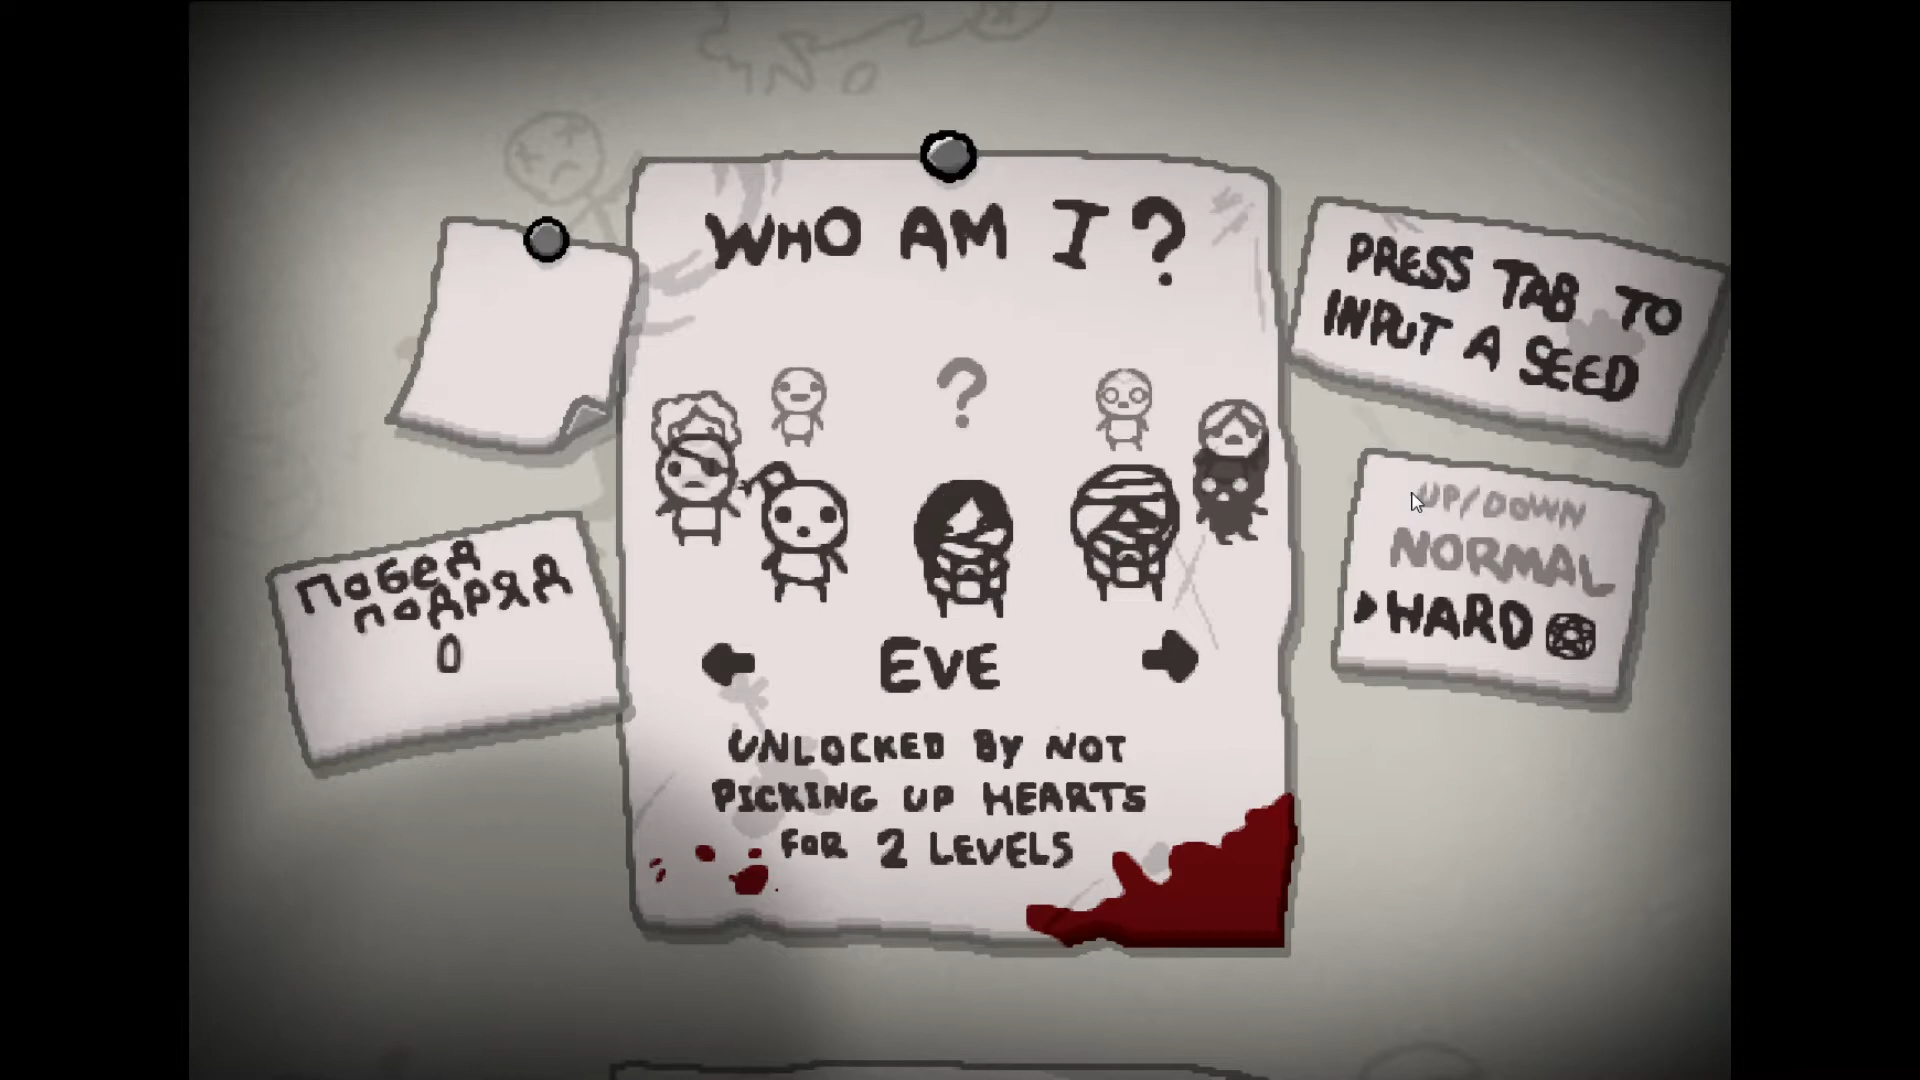 WHO AM I?
PRESS TAB TO
INPUT A SEED
UP/DOWN
NORMAL
HARD
ПОБЕД
ПОДРЯД
0
?
EVE
UNLOCKED BY NOT
PICKING UP HEARTS
FOR 2 LEVELS